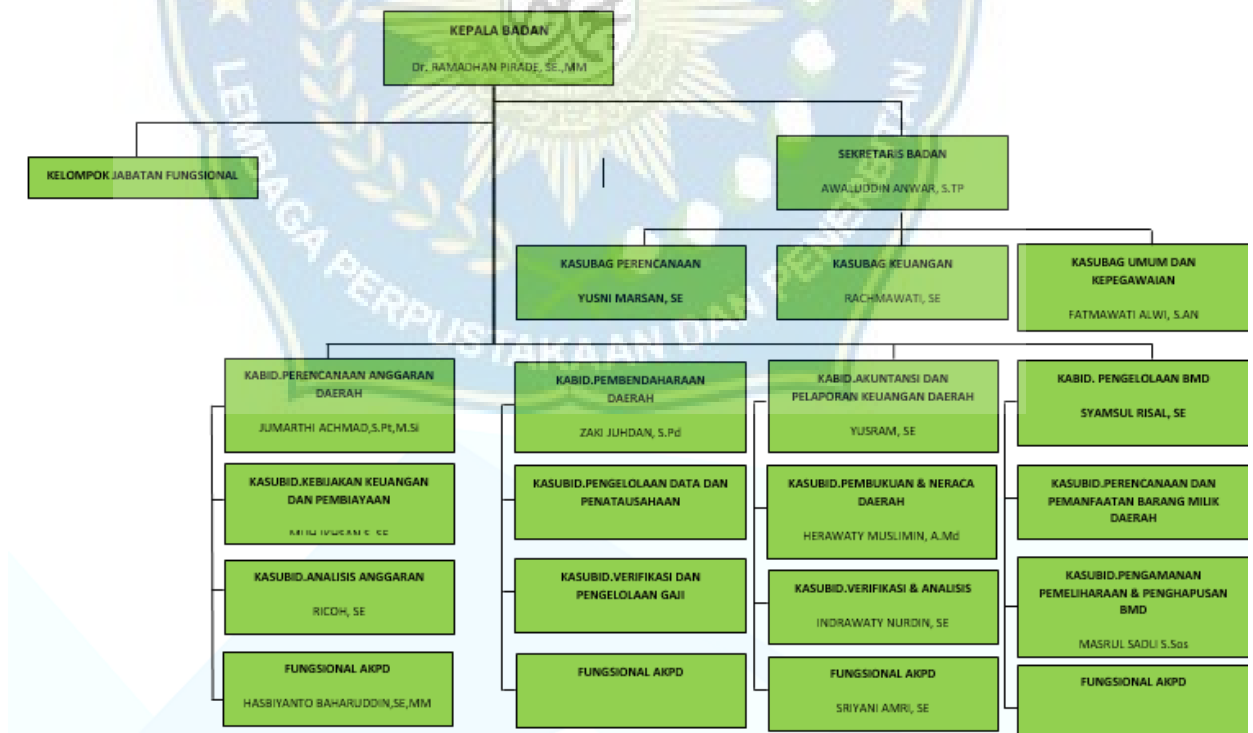 KEPALA BADAN
Dr. RAMADHAN PIRADE, SE.,MM
KELOMPOK JABATAN FUNGSIONAL
SEKRETARIS BADAN
AWALUDDIN ANWAR, S.TP
KASUBAG PERENCANAAN
YUSNI MARSAN, SE
KASUBAG KEUANGAN
RACHMAWATI, SE
KASUBAG UMUM DAN
KEPEGAWAIAN
FATMAWATI ALWI, S.AN
KABID.PERENCANAAN ANGGARAN
DAERAH
JUMARTHI ACHMAD,S.Pt,M.Si
KABID.PEMBENDAHARAAN
DAERAH
ZAKI JUHDAN, S.Pd
KABID.AKUNTANSI DAN
PELAPORAN KEUANGAN DAERAH
YUSRAM, SE
KABID. PENGELOLAAN BMD
SYAMSUL RISAL, SE
KASUBID.KEBIJAKAN KEUANGAN
DAN PEMBIAYAAN
MUH IKHSAN S, SE
KASUBID.PENGELOLAAN DATA DAN
PENATAUSAHAAN
KASUBID.PEMBUKUAN & NERACA
DAERAH
HERAWATY MUSLIMIN, A.Md
KASUBID.PERENCANAAN DAN
PEMANFAATAN BARANG MILIK
DAERAH
KASUBID.ANALISIS ANGGARAN
RICOH, SE
KASUBID.VERIFIKASI DAN
PENGELOLAAN GAJI
KASUBID.VERIFIKASI & ANALISIS
INDRAWATY NURDIN, SE
KASUBID.PENGAMANAN
PEMELIHARAAN & PENGHAPUSAN
BMD
MASRUL SADLI S.Sos
FUNGSIONAL AKPD
HASBIYANTO BAHARUDDIN,SE,MM
FUNGSIONAL AKPD
FUNGSIONAL AKPD
SRIYANI AMRI, SE
FUNGSIONAL AKPD
LEMBAGA PERPUSTAKAAN DAN PENERBITAN